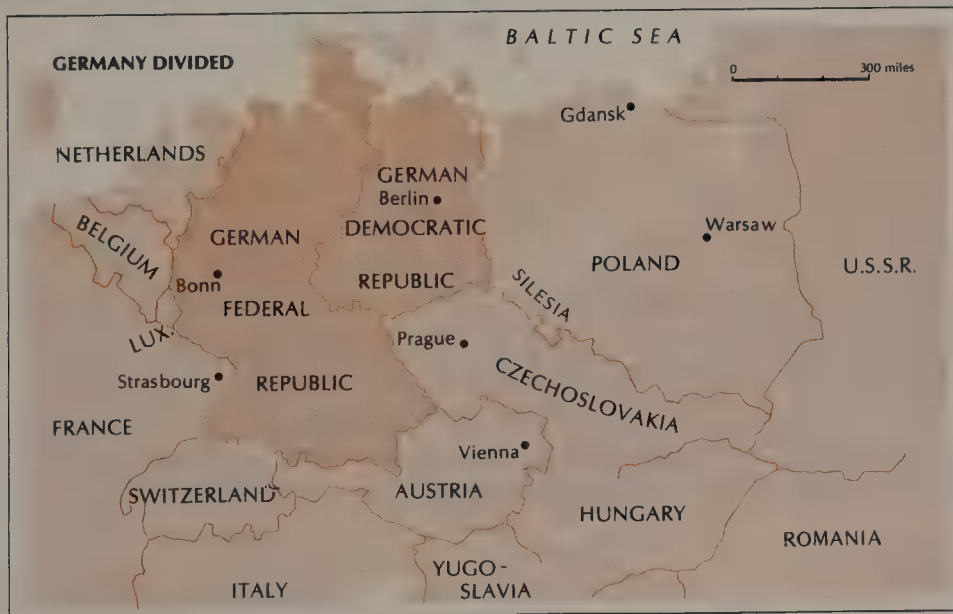 BALTIC SEA
GERMANY DIVIDED
0 300 miles
Gdansk
NETHERLANDS
GERMAN
Berlin
DEMOCRATIC
REPUBLIC
BELGIUM
GERMAN
Warsaw
POLAND
U.S.S.R.
Bonn
FEDERAL
SILESIA
LUX.
Prague
Strasbourg
REPUBLIC
CZECHOSLOVAKIA
FRANCE
Vienna
SWITZERLAND
AUSTRIA
HUNGARY
ROMANIA
ITALY
YUGO-
SLAVIA